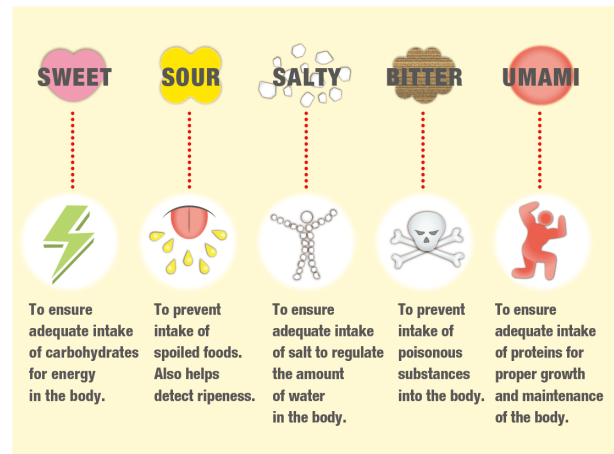 SWEET
SOUR
SALTY
BITTER
UMAMI
To ensure
adequate intake
of carbohydrates
for energy
in the body.
To prevent
intake of
spoiled foods.
Also helps
detect ripeness.
To ensure
adequate intake
of salt to regulate
the amount
of water
in the body.
To prevent
intake of
poisonous
substances
into the body.
To ensure
adequate intake
of proteins for
proper growth
and maintenance
of the body.